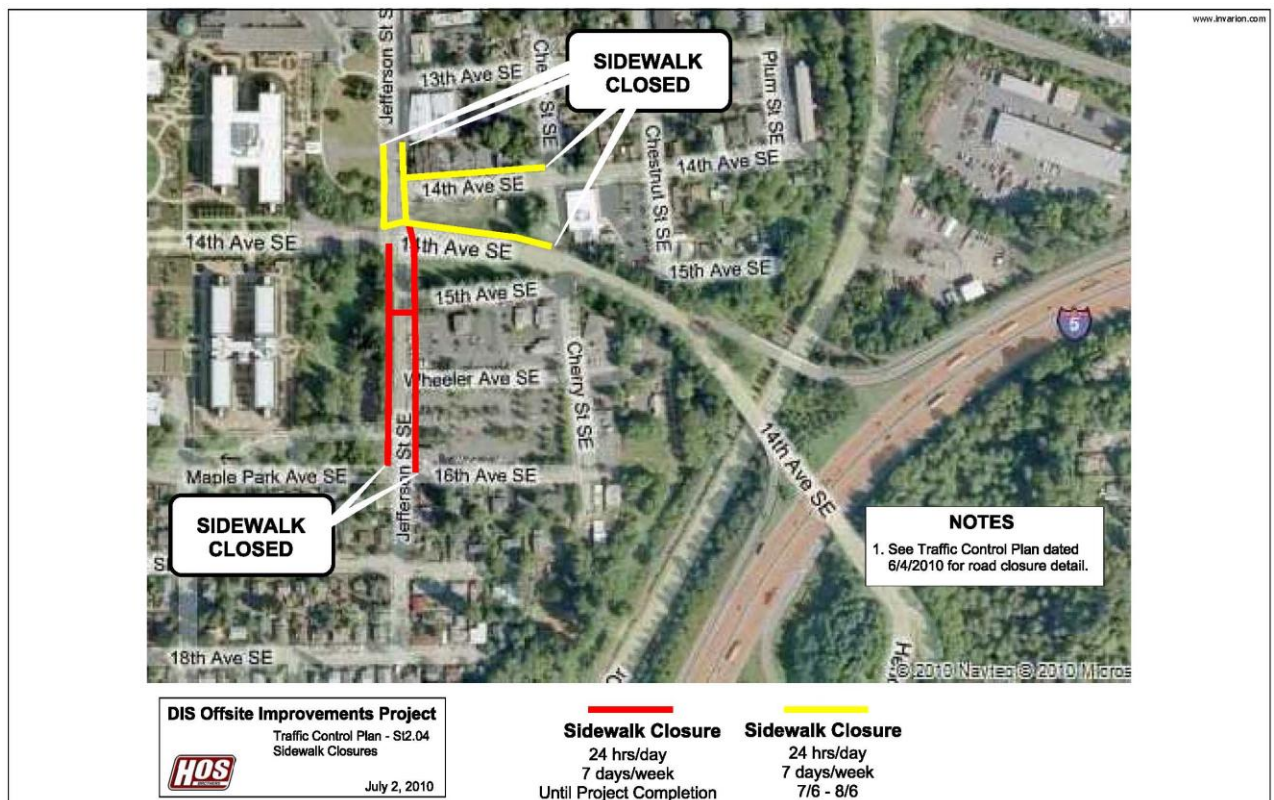 www.invarion.com
Jefferson St S
13th Ave SE
SIDEWALK
CLOSED
Plum St SE
Chestnut St SE
14th Ave SE
14th Ave SE
14th Ave SE
14th Ave SE
15th Ave SE
15th Ave SE
5
Wheeler Ave SE
Cherry St SE
14th Ave SE
Maple Park Ave SE
Jefferson St SE
16th Ave SE
SIDEWALK
CLOSED
NOTES
1. See Traffic Control Plan dated
6/4/2010 for road closure detail.
18th Ave SE
© 2010 Navteq © 2010 Micros
DIS Offsite Improvements Project
Traffic Control Plan - St2.04
Sidewalk Closures
HOS
BROTHERS
July 2, 2010
Sidewalk Closure
24 hrs/day
7 days/week
Until Project Completion
Sidewalk Closure
24 hrs/day
7 days/week
7/6 - 8/6